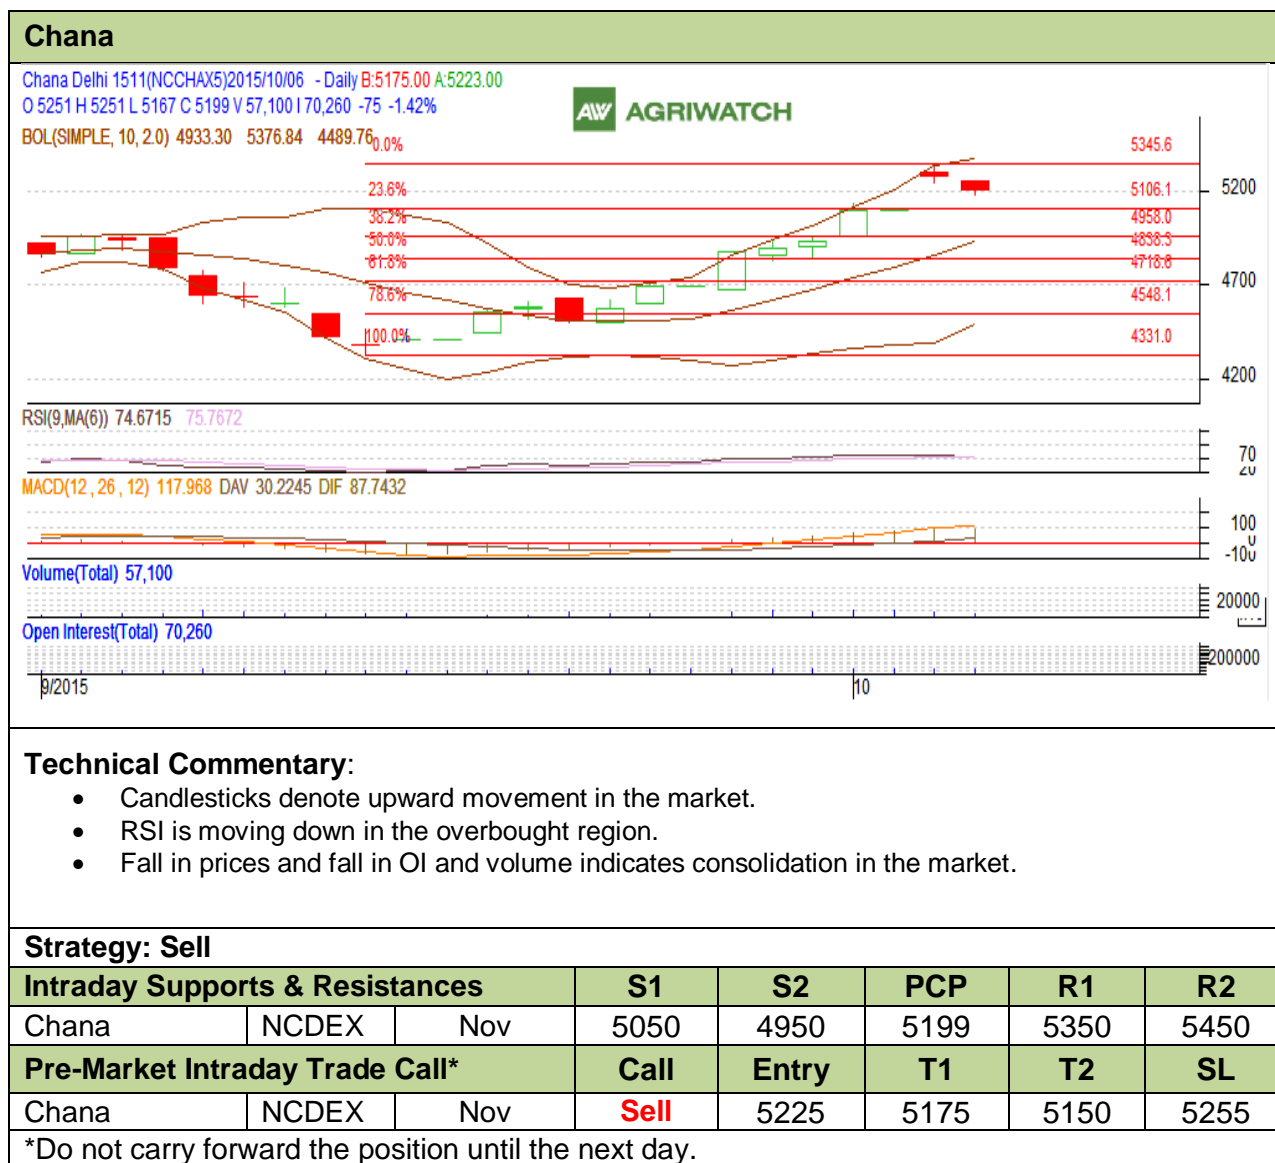 Chana
Chana Delhi 1511(NCCHAX5)2015/10/06 - Daily B:5175.00 A:5223.00
O 5251 H 5251 L 5167 C 5199 V 57,100 I 70,260 -75 -1.42%
BOL(SIMPLE, 10, 2.0) 4933.30 5376.84 4489.76
AW AGRIWATCH
0.0% 5345.6
23.6% 5106.1
38.2% 4958.0
50.0% 4838.3
61.8% 4718.6
78.6% 4548.1
100.0% 4331.0
5200
4700
4200
RSI(9,MA(6)) 74.6715 75.7672
70
20
MACD(12 , 26 , 12) 117.968 DAV 30.2245 DIF 87.7432
100
0
-100
Volume(Total) 57,100
20000
Open Interest(Total) 70,260
200000
9/2015 10
Technical Commentary:
• Candlesticks denote upward movement in the market.
• RSI is moving down in the overbought region.
• Fall in prices and fall in OI and volume indicates consolidation in the market.
Strategy: Sell
Intraday Supports & Resistances S1 S2 PCP R1 R2
Chana NCDEX Nov 5050 4950 5199 5350 5450
Pre-Market Intraday Trade Call* Call Entry T1 T2 SL
Chana NCDEX Nov Sell 5225 5175 5150 5255
*Do not carry forward the position until the next day.